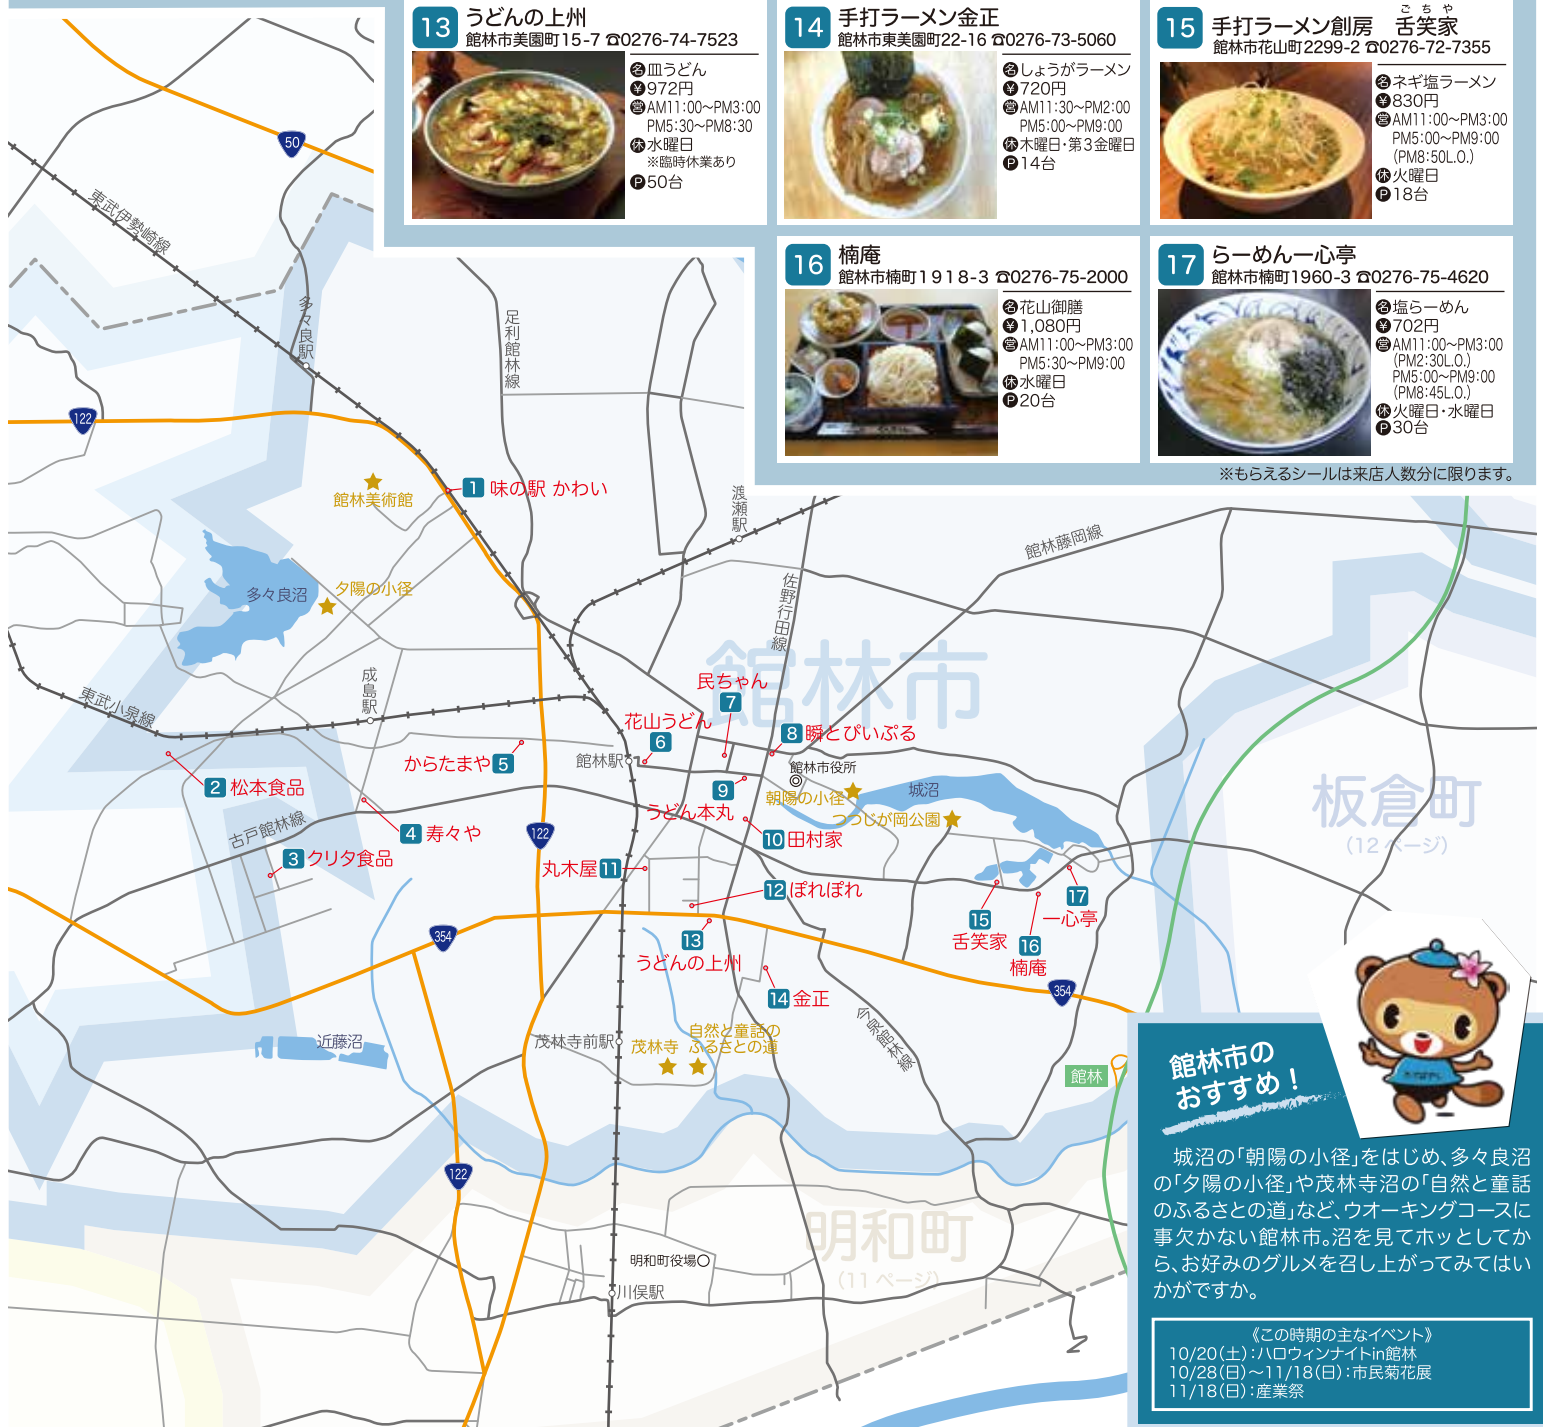 13 うどんの上州
館林市美園町15-7 ☎0276-74-7523
名皿うどん
¥972円
営AM11:00～PM3:00
PM5:30～PM8:30
休水曜日
※臨時休業あり
P50台
14 手打ラーメン金正
館林市東美園町22-16 ☎0276-73-5060
名しょうがラーメン
¥720円
営AM11:30～PM2:00
PM5:00～PM9:00
休木曜日・第3金曜日
P14台
ごちや
15 手打ラーメン創房 舌笑家
館林市花山町2299-2 ☎0276-72-7355
名ネギ塩ラーメン
¥830円
営AM11:00～PM3:00
PM5:00～PM9:00
(PM8:50L.O.)
休火曜日
P18台
16 楠庵
館林市楠町1918-3 ☎0276-75-2000
名花山御膳
¥1,080円
営AM11:00～PM3:00
PM5:30～PM9:00
休水曜日
P20台
17 らーめん一心亭
館林市楠町1960-3 ☎0276-75-4620
名塩らーめん
¥702円
営AM11:00～PM3:00
(PM2:30L.O.)
PM5:00～PM9:00
(PM8:45L.O.)
休火曜日・水曜日
P30台
※もらえるシールは来店人数分に限ります。
50
東武伊勢崎線
多々良駅
足利館林線
122
館林美術館
1 味の駅 かわい
渡瀬駅
館林藤岡線
多々良沼
夕陽の小径
佐野行田線
館林市
成島駅
東武小泉線
民ちゃん
7
花山うどん
6
8 瞬とぴいぷる
からたまや 5
館林駅
館林市役所
2 松本食品
9
うどん本丸
朝陽の小径
城沼
つつじが岡公園
板倉町
(12ページ)
古戸館林線
4 寿々や
122
10 田村家
3 クリタ食品
丸木屋 11
12 ぽれぽれ
17
一心亭
15
舌笑家
16
楠庵
354
13
うどんの上州
14 金正
354
近藤沼
茂林寺前駅
茂林寺
自然と童話の
ふるさとの道
今泉館林線
館林
122
明和町
(11ページ)
明和町役場
川俣駅
館林市の
おすすめ！
城沼の「朝陽の小径」をはじめ、多々良沼
の「夕陽の小径」や茂林寺沼の「自然と童話
のふるさとの道」など、ウオーキングコースに
事欠かない館林市。沼を見てホッとしてか
ら、お好みのグルメを召し上がってみてはい
かがですか。
《この時期の主なイベント》
10/20(土):ハロウィンナイトin館林
10/28(日)～11/18(日):市民菊花展
11/18(日):産業祭